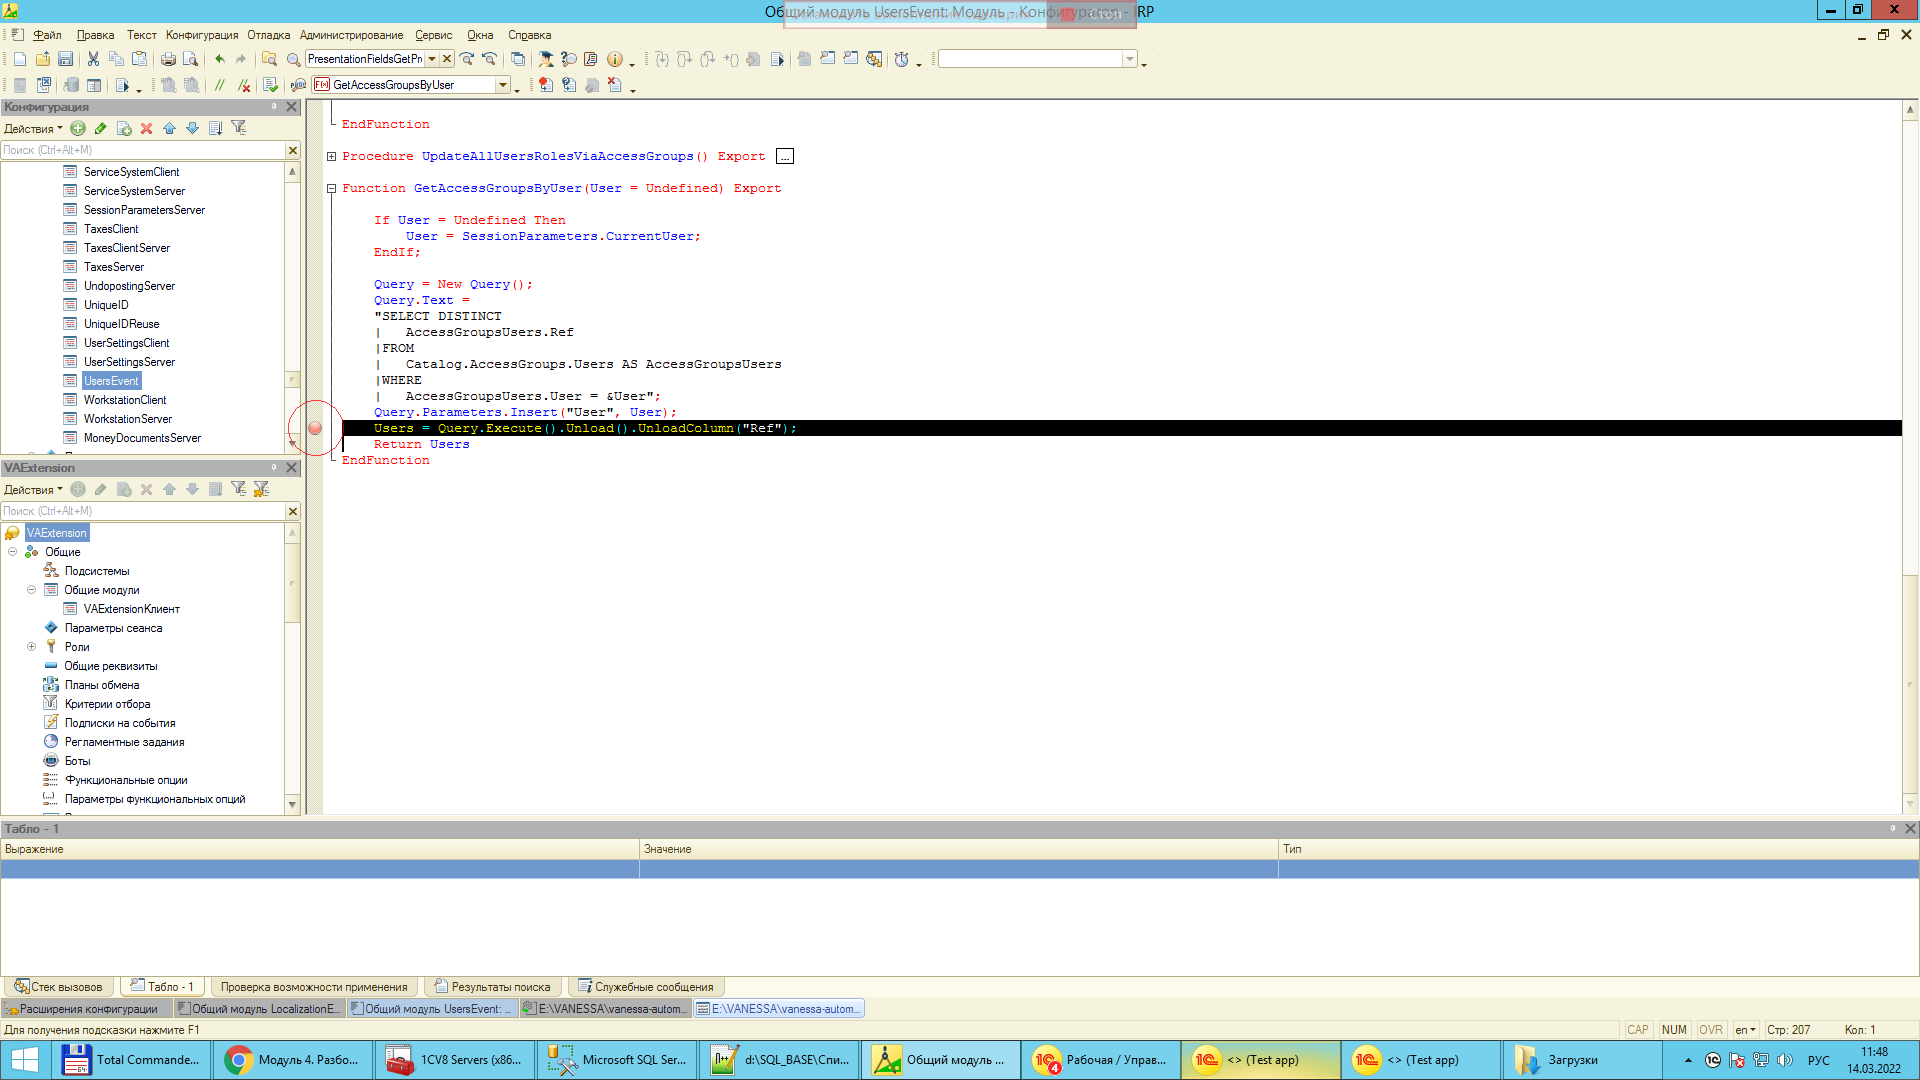 Общий модуль UsersEvent: Модуль - Конфигуратор - IRP
Стоп
Файл Правка Текст Конфигурация Отладка Администрирование Сервис Окна Справка
PresentationFieldsGetPr
GetAccessGroupsByUser
Конфигурация
Действия
Поиск (Ctrl+Alt+M)
ServiceSystemClient
ServiceSystemServer
SessionParametersServer
TaxesClient
TaxesClientServer
TaxesServer
UndopostingServer
UniqueID
UniqueIDReuse
UserSettingsClient
UserSettingsServer
UsersEvent
WorkstationClient
WorkstationServer
MoneyDocumentsServer
VAExtension
Действия
Поиск (Ctrl+Alt+M)
VAExtension
Общие
Подсистемы
Общие модули
VAExtensionКлиент
Параметры сеанса
Роли
Общие реквизиты
Планы обмена
Критерии отбора
Подписки на события
Регламентные задания
Боты
Функциональные опции
Параметры функциональных опций
EndFunction
Procedure UpdateAllUsersRolesViaAccessGroups() Export ...
Function GetAccessGroupsByUser(User = Undefined) Export
If User = Undefined Then
User = SessionParameters.CurrentUser;
EndIf;
Query = New Query();
Query.Text =
"SELECT DISTINCT
| AccessGroupsUsers.Ref
|FROM
| Catalog.AccessGroups.Users AS AccessGroupsUsers
|WHERE
| AccessGroupsUsers.User = &User";
Query.Parameters.Insert("User", User);
Users = Query.Execute().Unload().UnloadColumn("Ref");
Return Users
EndFunction
Табло - 1
Выражение Значение Тип
Стек вызовов Табло - 1 Проверка возможности применения Результаты поиска Служебные сообщения
Расширения конфигурации Общий модуль LocalizationE... Общий модуль UsersEvent: ... E:\VANESSA\vanessa-autom... E:\VANESSA\vanessa-autom...
Для получения подсказки нажмите F1 CAP NUM OVR en Стр: 207 Кол: 1
Total Commande... Модуль 4. Разбо... 1CV8 Servers (x86... Microsoft SQL Ser... d:\SQL_BASE\Спи... Общий модуль ... Рабочая / Управ... <> (Test app) <> (Test app) Загрузки РУС 11:48
14.03.2022